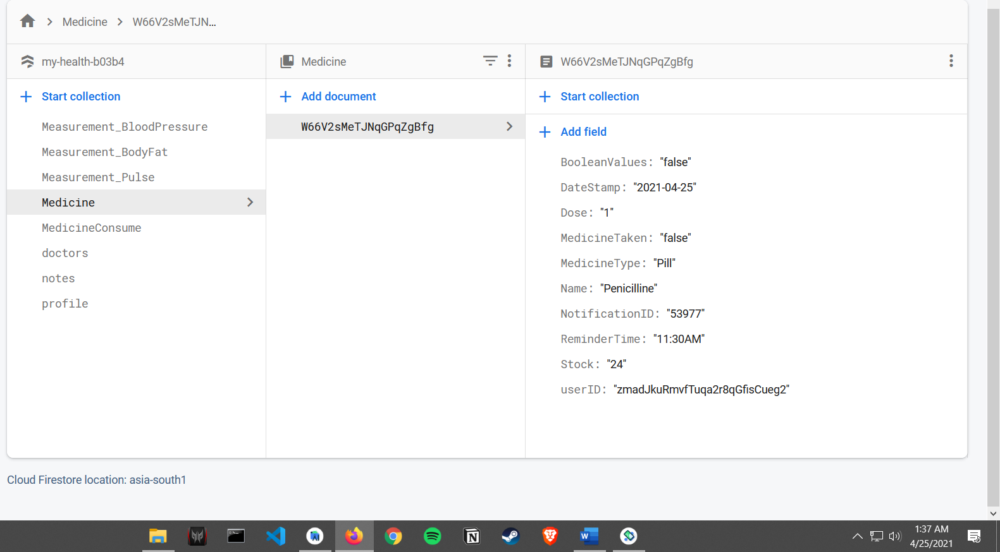 Medicine
W66V2sMeTJN...
my-health-b03b4
Medicine
W66V2sMeTJNqGPqZgBfg
Start collection
Add document
Start collection
Measurement_BloodPressure
Measurement_BodyFat
Measurement_Pulse
Medicine
MedicineConsume
doctors
notes
profile
W66V2sMeTJNqGPqZgBfg
Add field
BooleanValues: "false"
DateStamp: "2021-04-25"
Dose: "1"
MedicineTaken: "false"
MedicineType: "Pill"
Name: "Penicilline"
NotificationID: "53977"
ReminderTime: "11:30AM"
Stock: "24"
userID: "zmadJkuRmvfTuqa2r8qGfisCueg2"
Cloud Firestore location: asia-south1
1:37 AM
4/25/2021